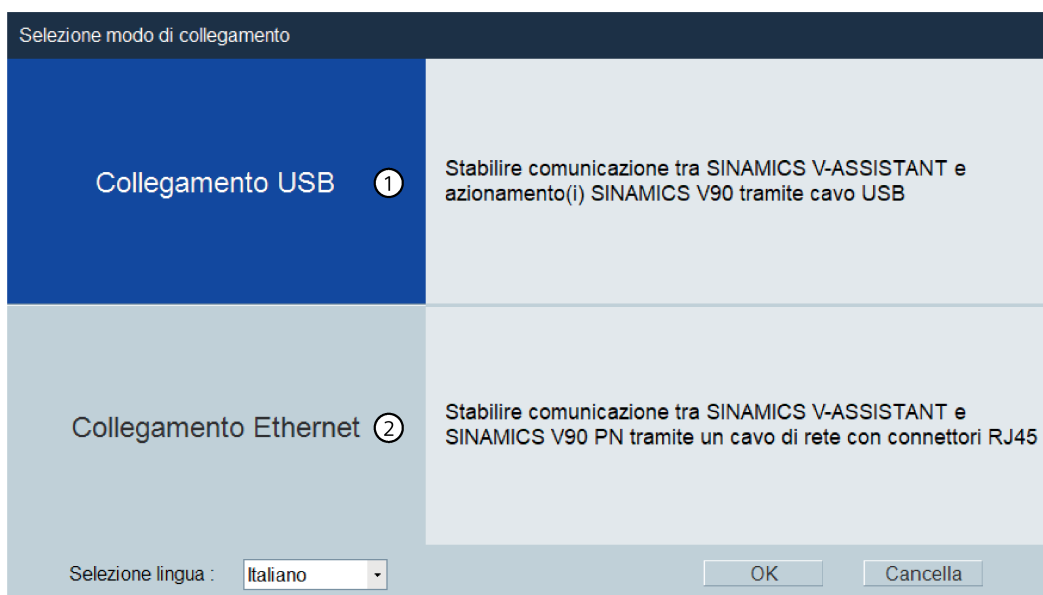 Selezione modo di collegamento
Collegamento USB 1
Stabilire comunicazione tra SINAMICS V-ASSISTANT e
azionamento(i) SINAMICS V90 tramite cavo USB
Collegamento Ethernet 2
Stabilire comunicazione tra SINAMICS V-ASSISTANT e
SINAMICS V90 PN tramite un cavo di rete con connettori RJ45
Selezione lingua : Italiano OK Cancella